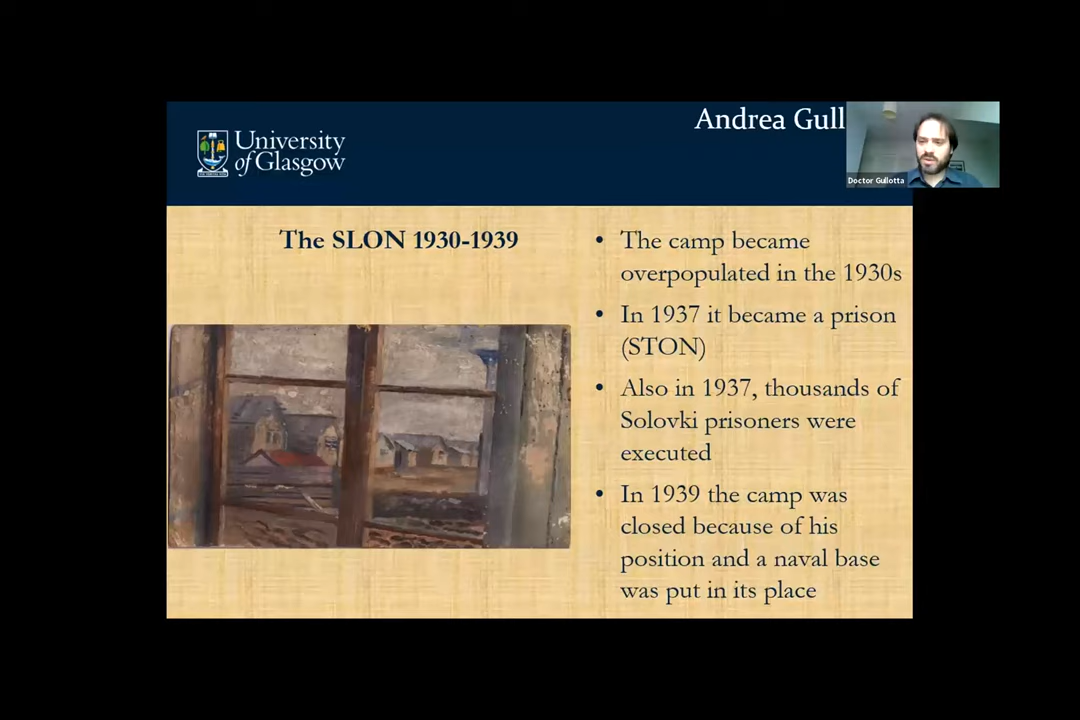 University
of Glasgow
Andrea Gull
Doctor Gullotta
The SLON 1930-1939
• The camp became
overpopulated in the 1930s
• In 1937 it became a prison
(STON)
• Also in 1937, thousands of
Solovki prisoners were
executed
• In 1939 the camp was
closed because of his
position and a naval base
was put in its place